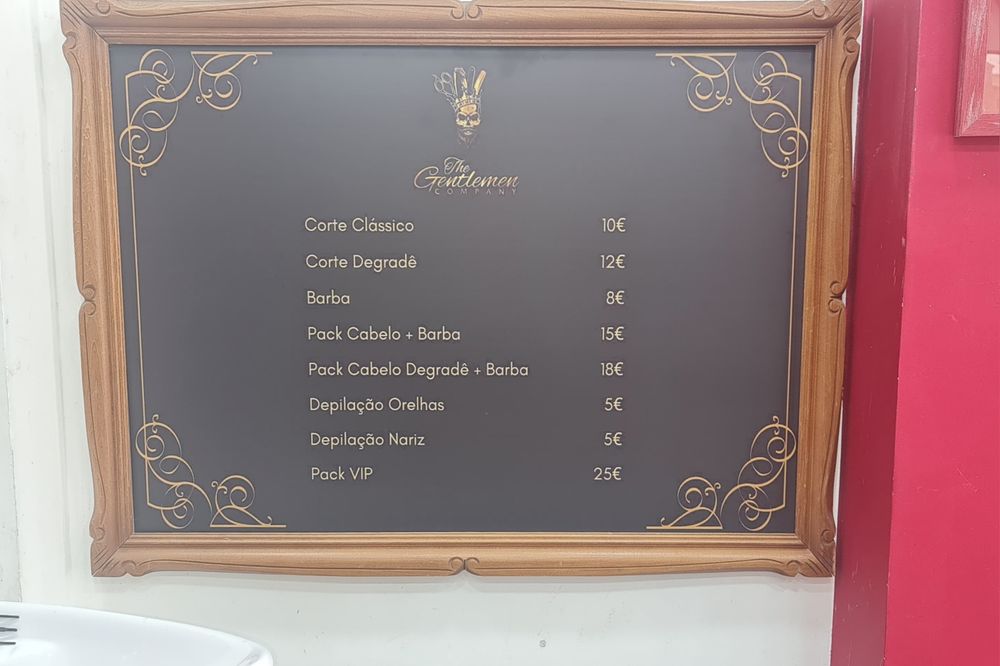 The
Gentlemen
COMPANY
Corte Clássico 10€
Corte Degradê 12€
Barba 8€
Pack Cabelo + Barba 15€
Pack Cabelo Degradê + Barba 18€
Depilação Orelhas 5€
Depilação Nariz 5€
Pack VIP 25€